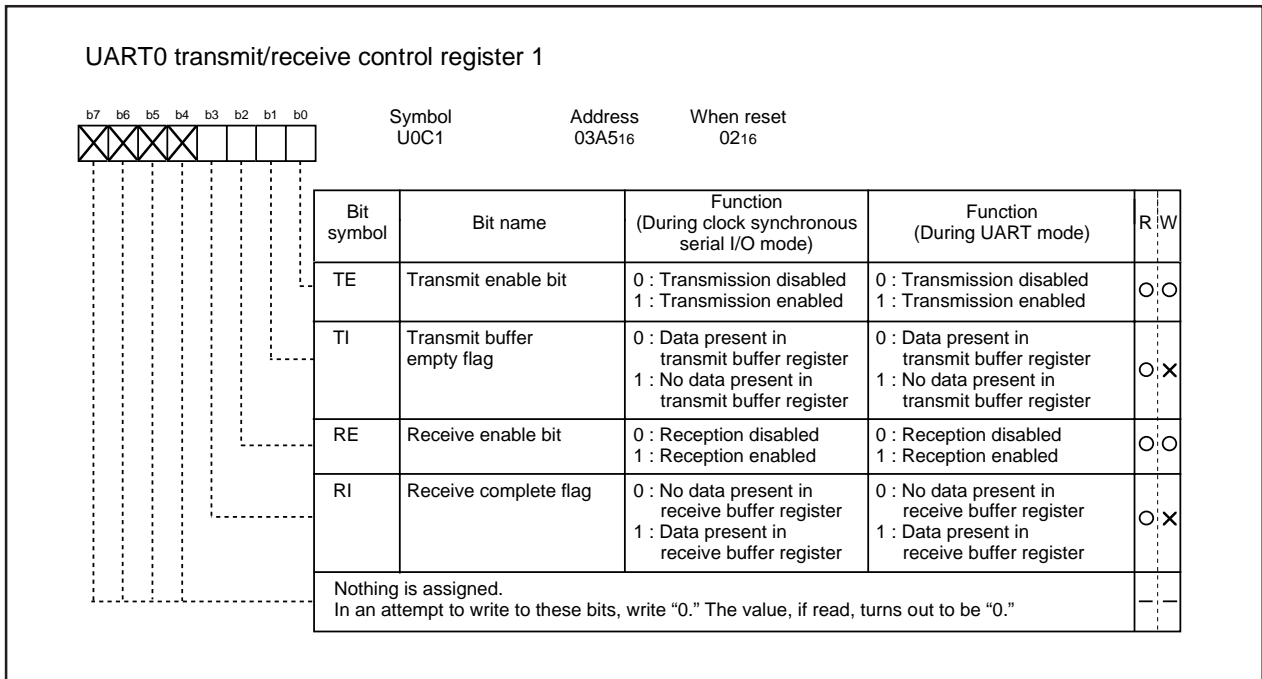 UART0 transmit/receive control register 1
b7 b6 b5 b4 b3 b2 b1 b0
Symbol Address When reset
U0C1 03A516 0216
Bit symbol Bit name Function (During clock synchronous serial I/O mode) Function (During UART mode) R W
TE Transmit enable bit
0 : Transmission disabled
1 : Transmission enabled
0 : Transmission disabled
1 : Transmission enabled
TI Transmit buffer
empty flag
0 : Data present in
transmit buffer register
1 : No data present in
transmit buffer register
0 : Data present in
transmit buffer register
1 : No data present in
transmit buffer register
RE Receive enable bit
0 : Reception disabled
1 : Reception enabled
0 : Reception disabled
1 : Reception enabled
RI Receive complete flag
0 : No data present in
receive buffer register
1 : Data present in
receive buffer register
0 : No data present in
receive buffer register
1 : Data present in
receive buffer register
Nothing is assigned.
In an attempt to write to these bits, write “0.” The value, if read, turns out to be “0.”